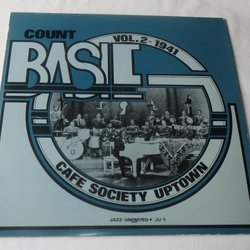 COUNT
VOL. 2 - 1941
BASIE
CAFE SOCIETY UPTOWN
JAZZ-UNLIMITED • JU 5